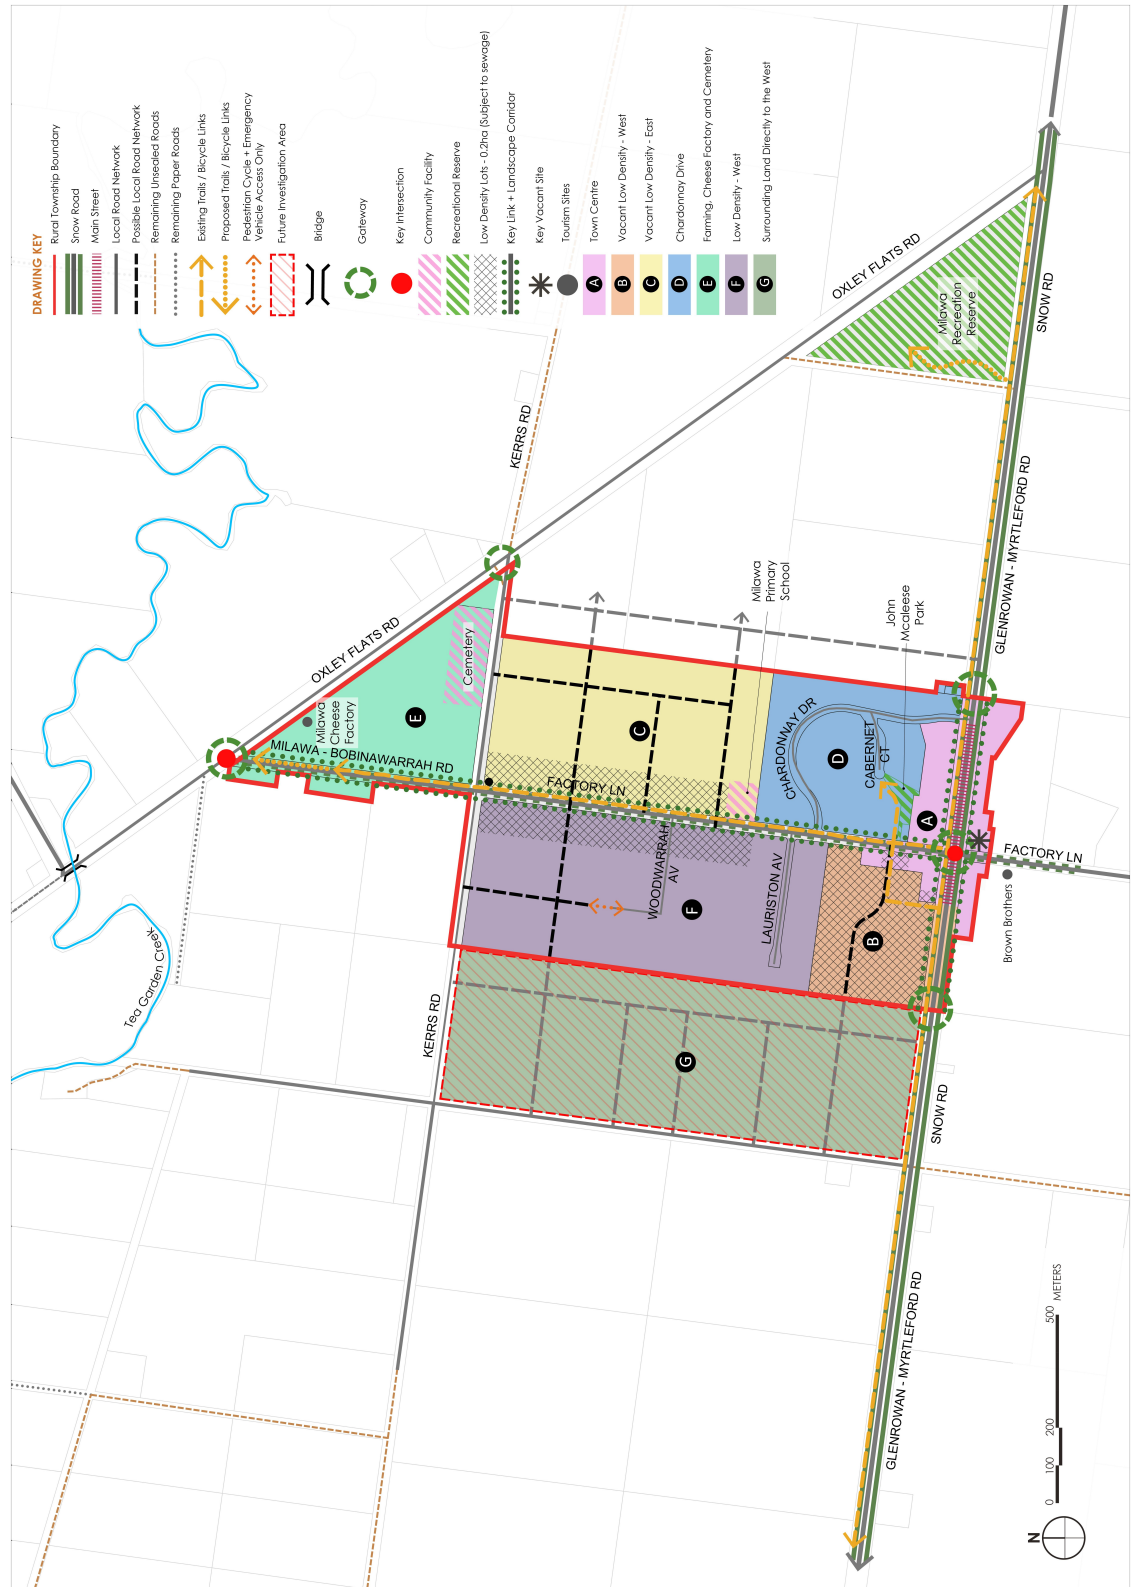 DRAWING KEY
Rural Township Boundary
Snow Road
Main Street
Local Road Network
Possible Local Road Network
Remaining Unsealed Roads
Remaining Paper Roads
Existing Trails / Bicycle Links
Proposed Trails / Bicycle Links
Pedestrian Cycle + Emergency
Vehicle Access Only
Future Investigation Area
Bridge
Gateway
Key Intersection
Community Facility
Recreational Reserve
Low Density Lots - 0.2ha (Subject to sewage)
Key Link + Landscape Corridor
Key Vacant Site
Tourism Sites
A Town Centre
B Vacant Low Density - West
C Vacant Low Density - East
D Chardonnay Drive
E Farming, Cheese Factory and Cemetery
F Low Density - West
G Surrounding Land Directly to the West
OXLEY FLATS RD
SNOW RD
Milawa
Recreation
Reserve
KERRS RD
GLENROWAN - MYRTLEFORD RD
Milawa
Primary
School
John
Mcaleese
Park
OXLEY FLATS RD
Cemetery
Milawa
Cheese
Factory
E
MILAWA - BOBINAWARRAH RD
C
FACTORY LN
CHARDONNAY DR
D
CABERNET
CT
A
FACTORY LN
Brown Brothers
WOODWARRAH
AV
F
LAURISTON AV
B
Tea Garden Creek
KERRS RD
G
SNOW RD
GLENROWAN - MYRTLEFORD RD
N
0
100
200
500
METERS